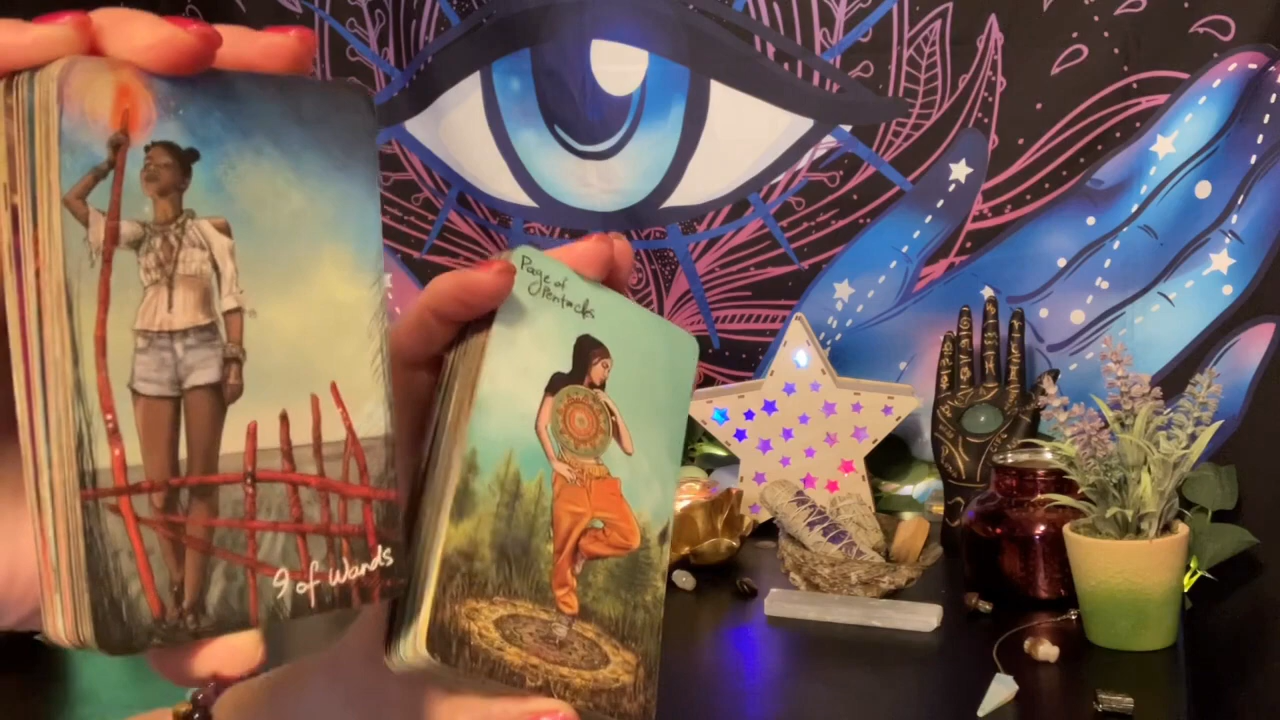 9 of Wands
Page of
Pentacles